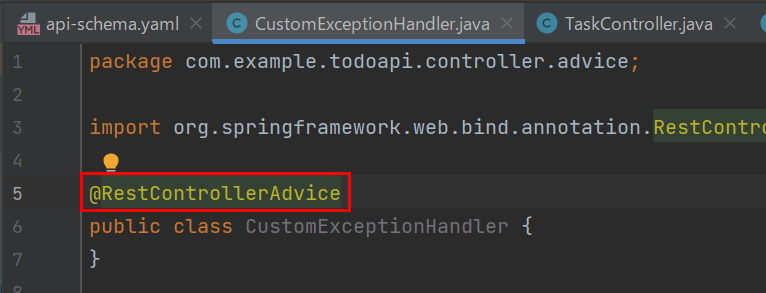 api-schema.yaml CustomExceptionHandler.java TaskController.java
YML
1 package com.example.todoapi.controller.advice;
2
3 import org.springframework.web.bind.annotation.RestContro
4
5 @RestControllerAdvice
6 public class CustomExceptionHandler {
7 }